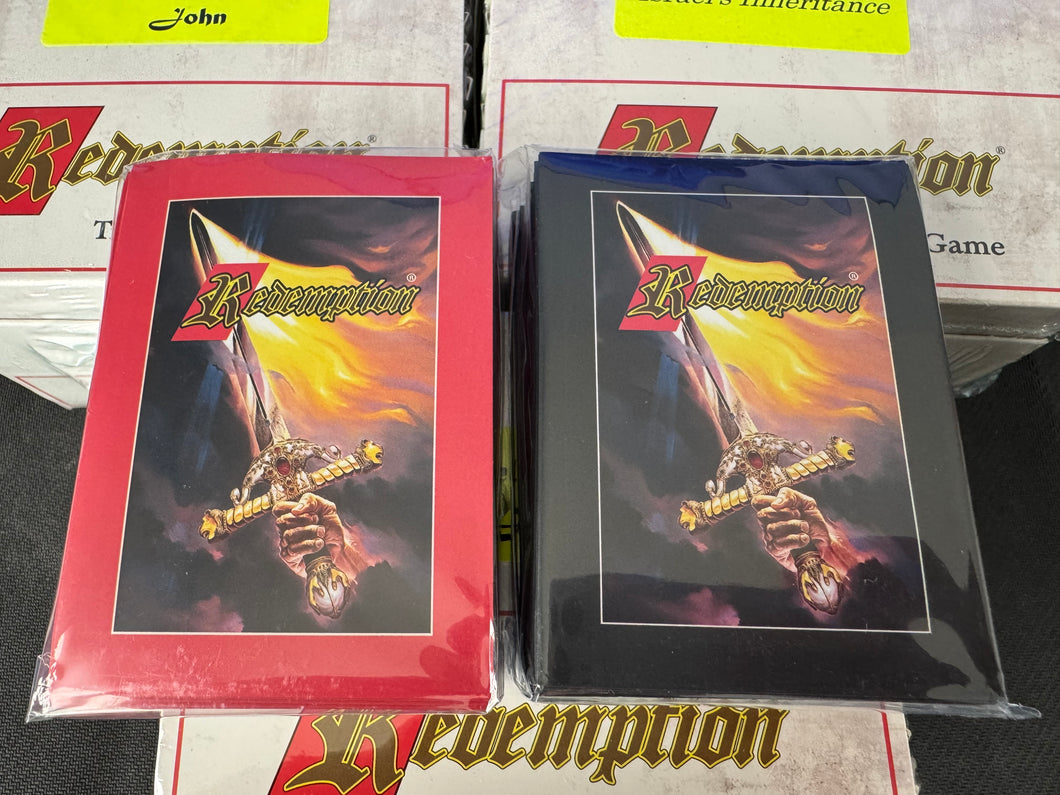 John
Israel's Inheritance
Redemption®
Redemption®
T
Game
Redemption®
Redemption®
Redemption